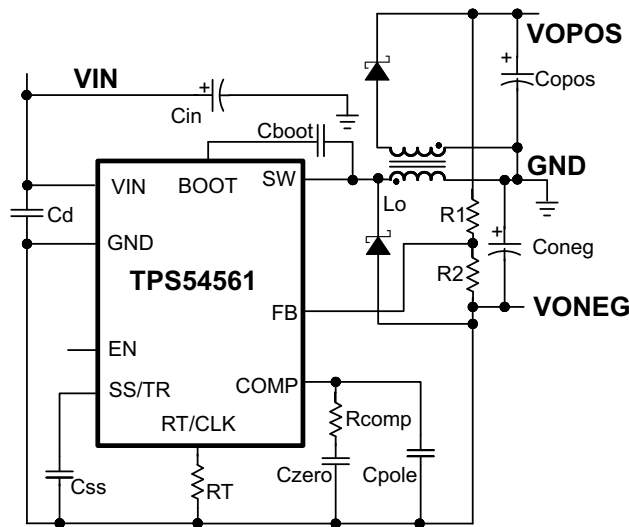 VOPOS
VIN
Copos
Cin
Cboot
GND
VIN
BOOT
SW
Lo
R1
Cd
GND
Coneg
R2
TPS54561
FB
VONEG
EN
COMP
SS/TR
Rcomp
RT/CLK
Czero
Cpole
Css
RT